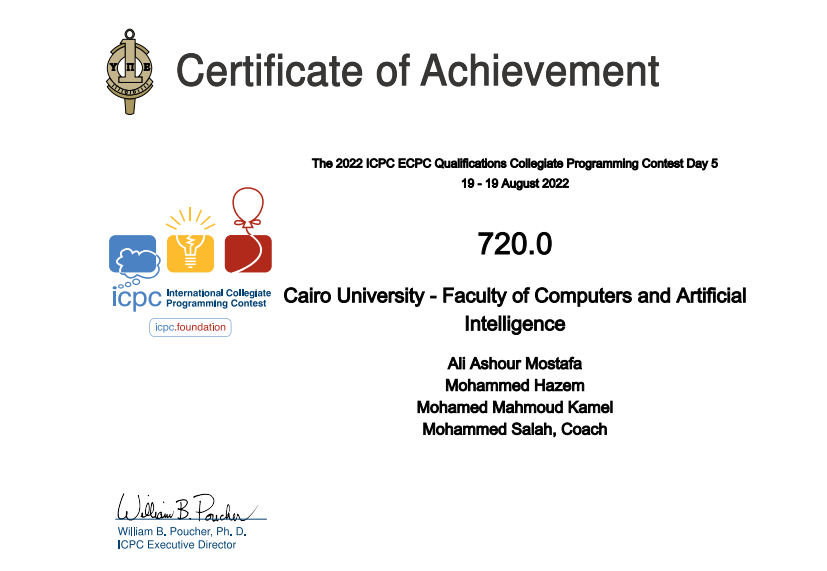 Υ Π Ε
Certificate of Achievement
The 2022 ICPC ECPC Qualifications Collegiate Programming Contest Day 5
19 - 19 August 2022
720.0
icpc International Collegiate
Programming Contest
icpc.foundation
Cairo University - Faculty of Computers and Artificial
Intelligence
Ali Ashour Mostafa
Mohammed Hazem
Mohamed Mahmoud Kamel
Mohammed Salah, Coach
William B. Poucher
William B. Poucher, Ph. D.
ICPC Executive Director